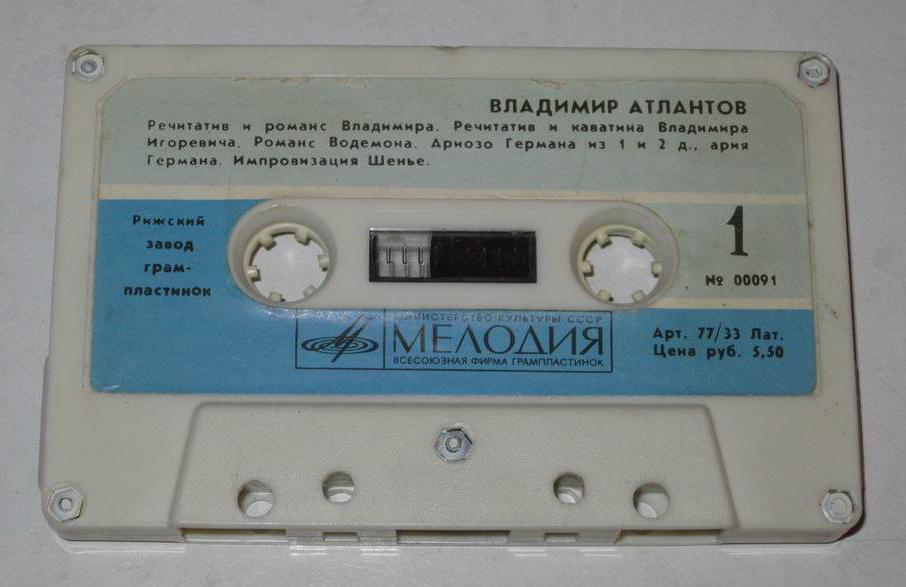 ВЛАДИМИР АТЛАНТОВ
Речитатив и романс Владимира. Речитатив и каватина Владимира
Игоревича. Романс Водемона. Ариозо Германа из 1 и 2 д., ария
Германа. Импровизация Шенье.
Рижский
завод
грам-
пластинок
1
№ 00091
МИНИСТЕРСТВО КУЛЬТУРЫ СССР
МЕЛОДИЯ
ВСЕСОЮЗНАЯ ФИРМА ГРАМПЛАСТИНОК
Арт. 77/33 Лат.
Цена руб. 5,50